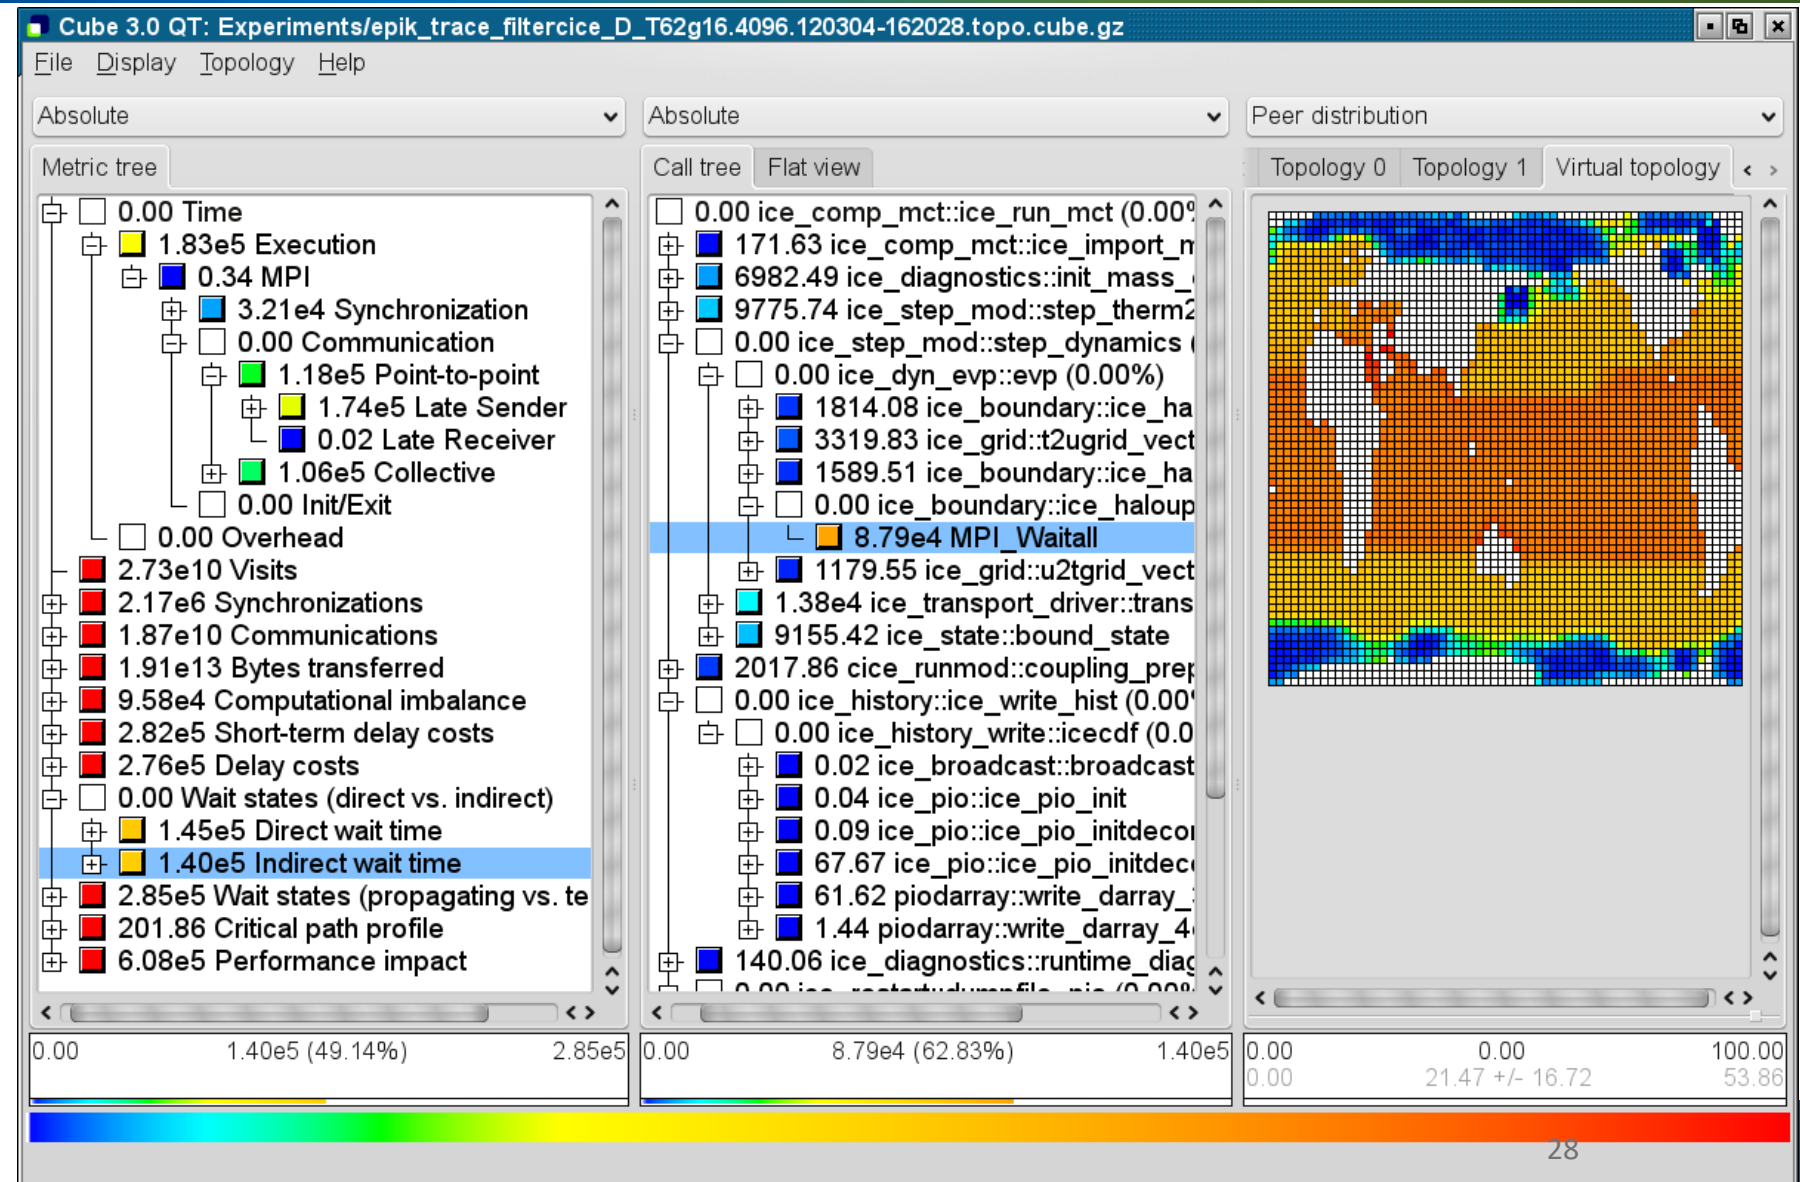 Cube 3.0 QT: Experiments/epik_trace_filtercice_D_T62g16.4096.120304-162028.topo.cube.gz
File Display Topology Help
Absolute
Metric tree
0.00 Time
1.83e5 Execution
0.34 MPI
3.21e4 Synchronization
0.00 Communication
1.18e5 Point-to-point
1.74e5 Late Sender
0.02 Late Receiver
1.06e5 Collective
0.00 Init/Exit
0.00 Overhead
2.73e10 Visits
2.17e6 Synchronizations
1.87e10 Communications
1.91e13 Bytes transferred
9.58e4 Computational imbalance
2.82e5 Short-term delay costs
2.76e5 Delay costs
0.00 Wait states (direct vs. indirect)
1.45e5 Direct wait time
1.40e5 Indirect wait time
2.85e5 Wait states (propagating vs. te
201.86 Critical path profile
6.08e5 Performance impact
0.00 1.40e5 (49.14%) 2.85e5
Absolute
Call tree Flat view
0.00 ice_comp_mct::ice_run_mct (0.00%
171.63 ice_comp_mct::ice_import_m
6982.49 ice_diagnostics::init_mass_
9775.74 ice_step_mod::step_therm2
0.00 ice_step_mod::step_dynamics (
0.00 ice_dyn_evp::evp (0.00%)
1814.08 ice_boundary::ice_ha
3319.83 ice_grid::t2ugrid_vect
1589.51 ice_boundary::ice_ha
0.00 ice_boundary::ice_haloup
8.79e4 MPI_Waitall
1179.55 ice_grid::u2tgrid_vect
1.38e4 ice_transport_driver::trans
9155.42 ice_state::bound_state
2017.86 cice_runmod::coupling_prep
0.00 ice_history::ice_write_hist (0.00%
0.00 ice_history_write::icecdf (0.0
0.02 ice_broadcast::broadcast
0.04 ice_pio::ice_pio_init
0.09 ice_pio::ice_pio_initdecom
67.67 ice_pio::ice_pio_initdeco
61.62 piodarray::write_darray_
1.44 piodarray::write_darray_4
140.06 ice_diagnostics::runtime_diag
0.00 ice_restart::dumpfile_pio (0.00%
0.00 8.79e4 (62.83%) 1.40e5
Peer distribution
Topology 0 Topology 1 Virtual topology
0.00 0.00 100.00
0.00 21.47 +/- 16.72 53.86
28